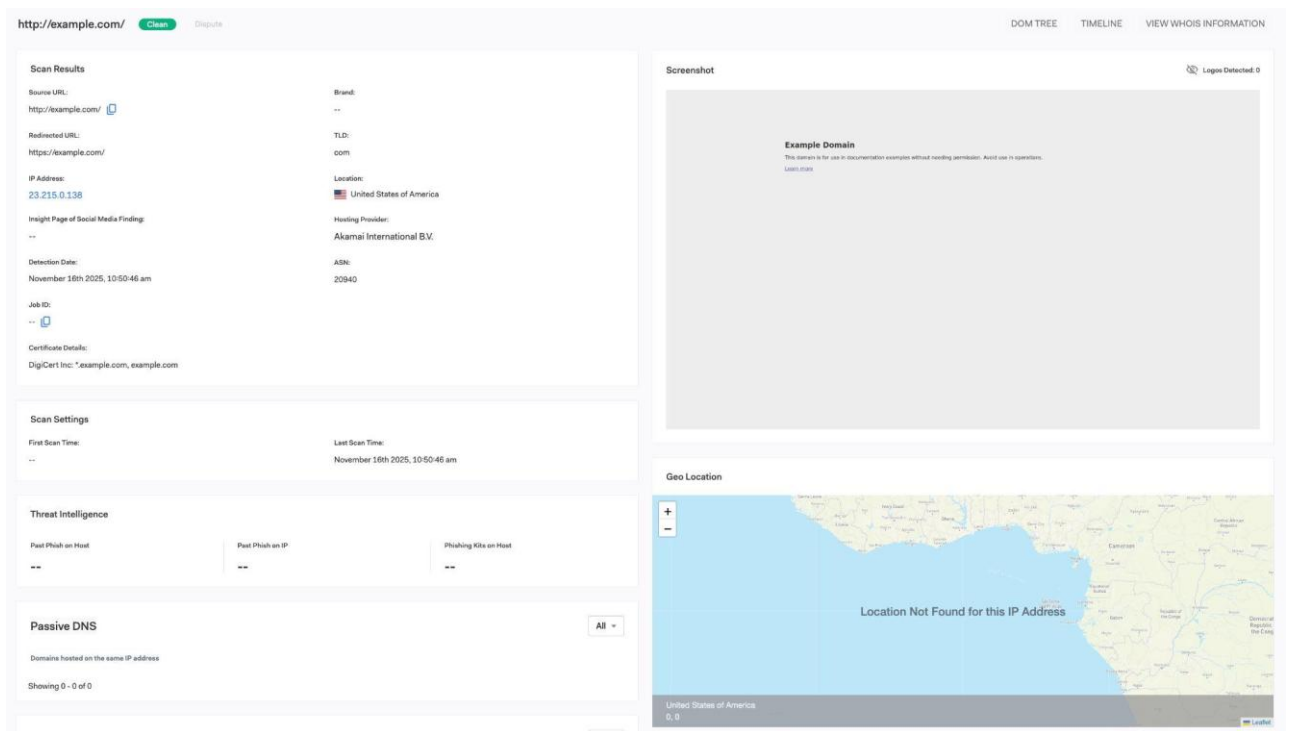 http://example.com/ Clean Dispute DOM TREE TIMELINE VIEW WHOIS INFORMATION
Scan Results
Source URL: Brand:
http://example.com/ --
Redirected URL: TLD:
https://example.com/ com
IP Address: Location:
23.215.0.138 United States of America
Insight Page of Social Media Finding: Hosting Provider:
-- Akamai International B.V.
Detection Date: ASN:
November 16th 2025, 10:50:46 am 20940
Job ID:
--
Certificate Details:
DigiCert Inc: *.example.com, example.com
Scan Settings
First Scan Time: Last Scan Time:
-- November 16th 2025, 10:50:46 am
Threat Intelligence
Past Phish on Host Past Phish on IP Phishing Kits on Host
-- -- --
Passive DNS All
Domains hosted on the same IP address
Showing 0 - 0 of 0
Screenshot Logos Detected: 0
Example Domain
This domain is for use in documentation examples without needing permission. Avoid use in operations.
Learn more
Geo Location
+
−
Central African
Republic
Cameroon
Location Not Found for this IP Address
United States of America
0, 0
Leaflet